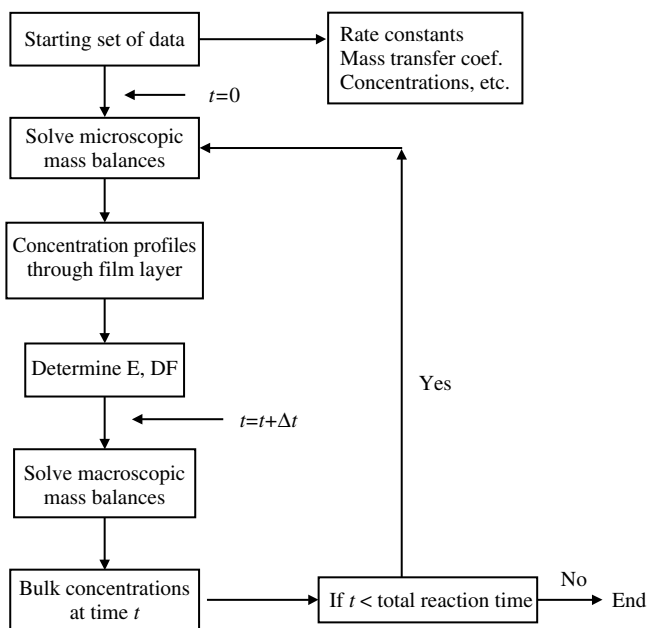 Starting set of data
Rate constants
Mass transfer coef.
Concentrations, etc.
t=0
Solve microscopic
mass balances
Concentration profiles
through film layer
Determine E, DF
Yes
t=t+Δt
Solve macroscopic
mass balances
Bulk concentrations
at time t
If t < total reaction time
No
End